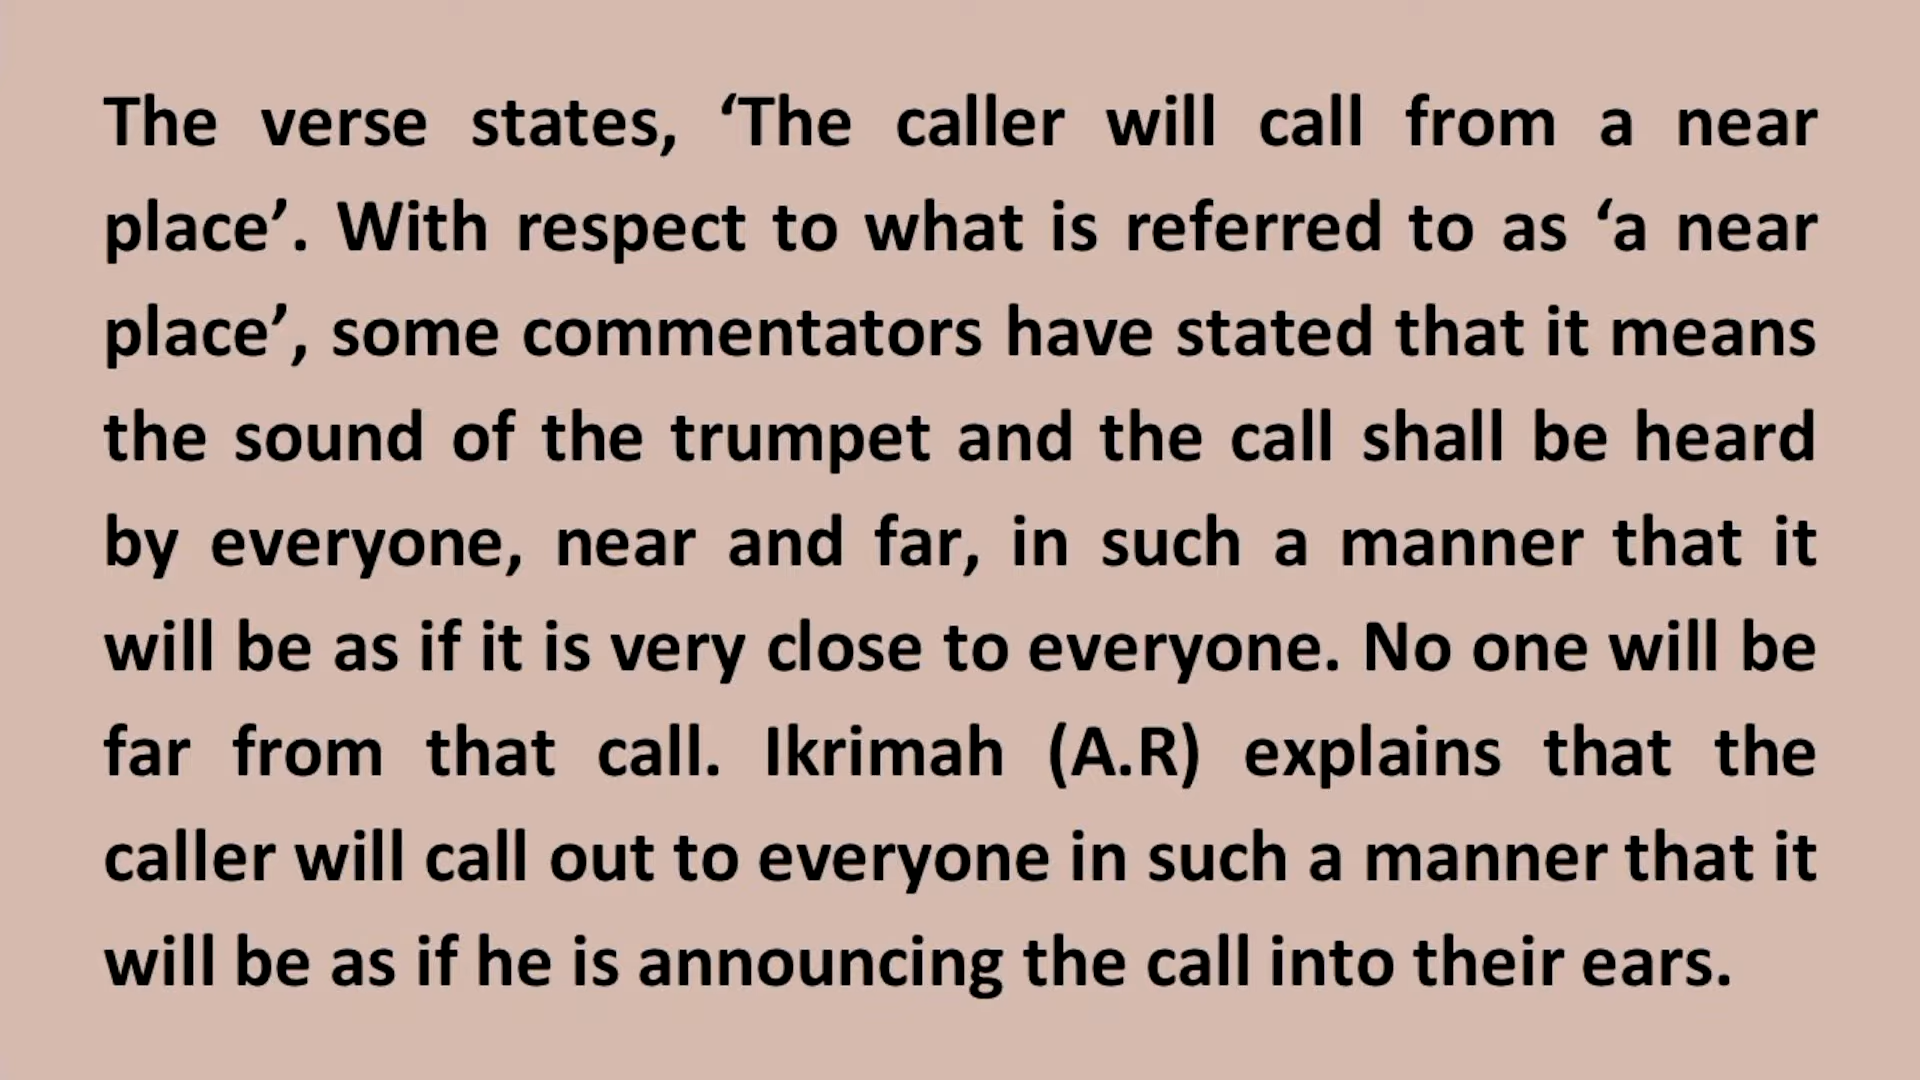 The verse states, ‘The caller will call from a near
place’. With respect to what is referred to as ‘a near
place’, some commentators have stated that it means
the sound of the trumpet and the call shall be heard
by everyone, near and far, in such a manner that it
will be as if it is very close to everyone. No one will be
far from that call. Ikrimah (A.R) explains that the
caller will call out to everyone in such a manner that it
will be as if he is announcing the call into their ears.